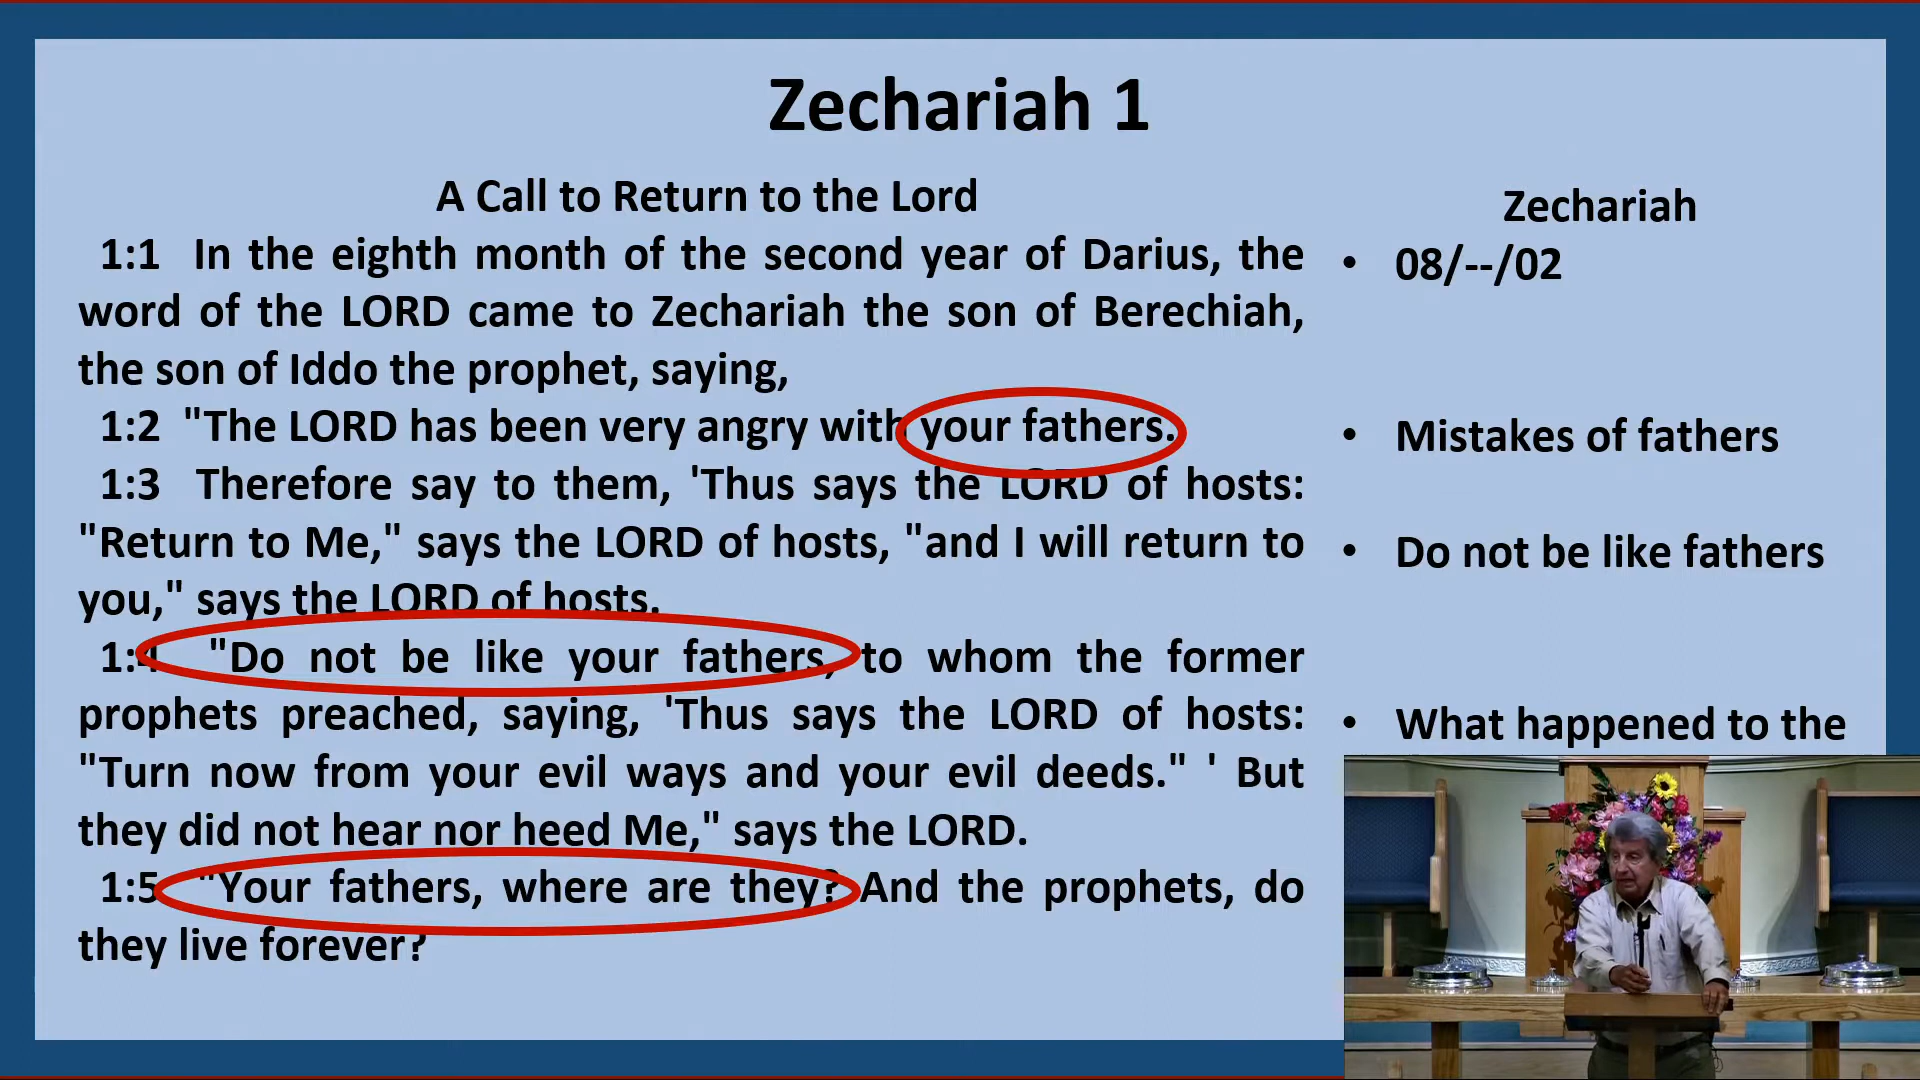 Zechariah 1
A Call to Return to the Lord
1:1 In the eighth month of the second year of Darius, the
word of the LORD came to Zechariah the son of Berechiah,
the son of Iddo the prophet, saying,
1:2 "The LORD has been very angry with your fathers.
1:3 Therefore say to them, 'Thus says the LORD of hosts:
"Return to Me," says the LORD of hosts, "and I will return to
you," says the LORD of hosts.
1:4 "Do not be like your fathers, to whom the former
prophets preached, saying, 'Thus says the LORD of hosts:
"Turn now from your evil ways and your evil deeds." ' But
they did not hear nor heed Me," says the LORD.
1:5 "Your fathers, where are they? And the prophets, do
they live forever?
Zechariah
• 08/--/02
• Mistakes of fathers
• Do not be like fathers
• What happened to the